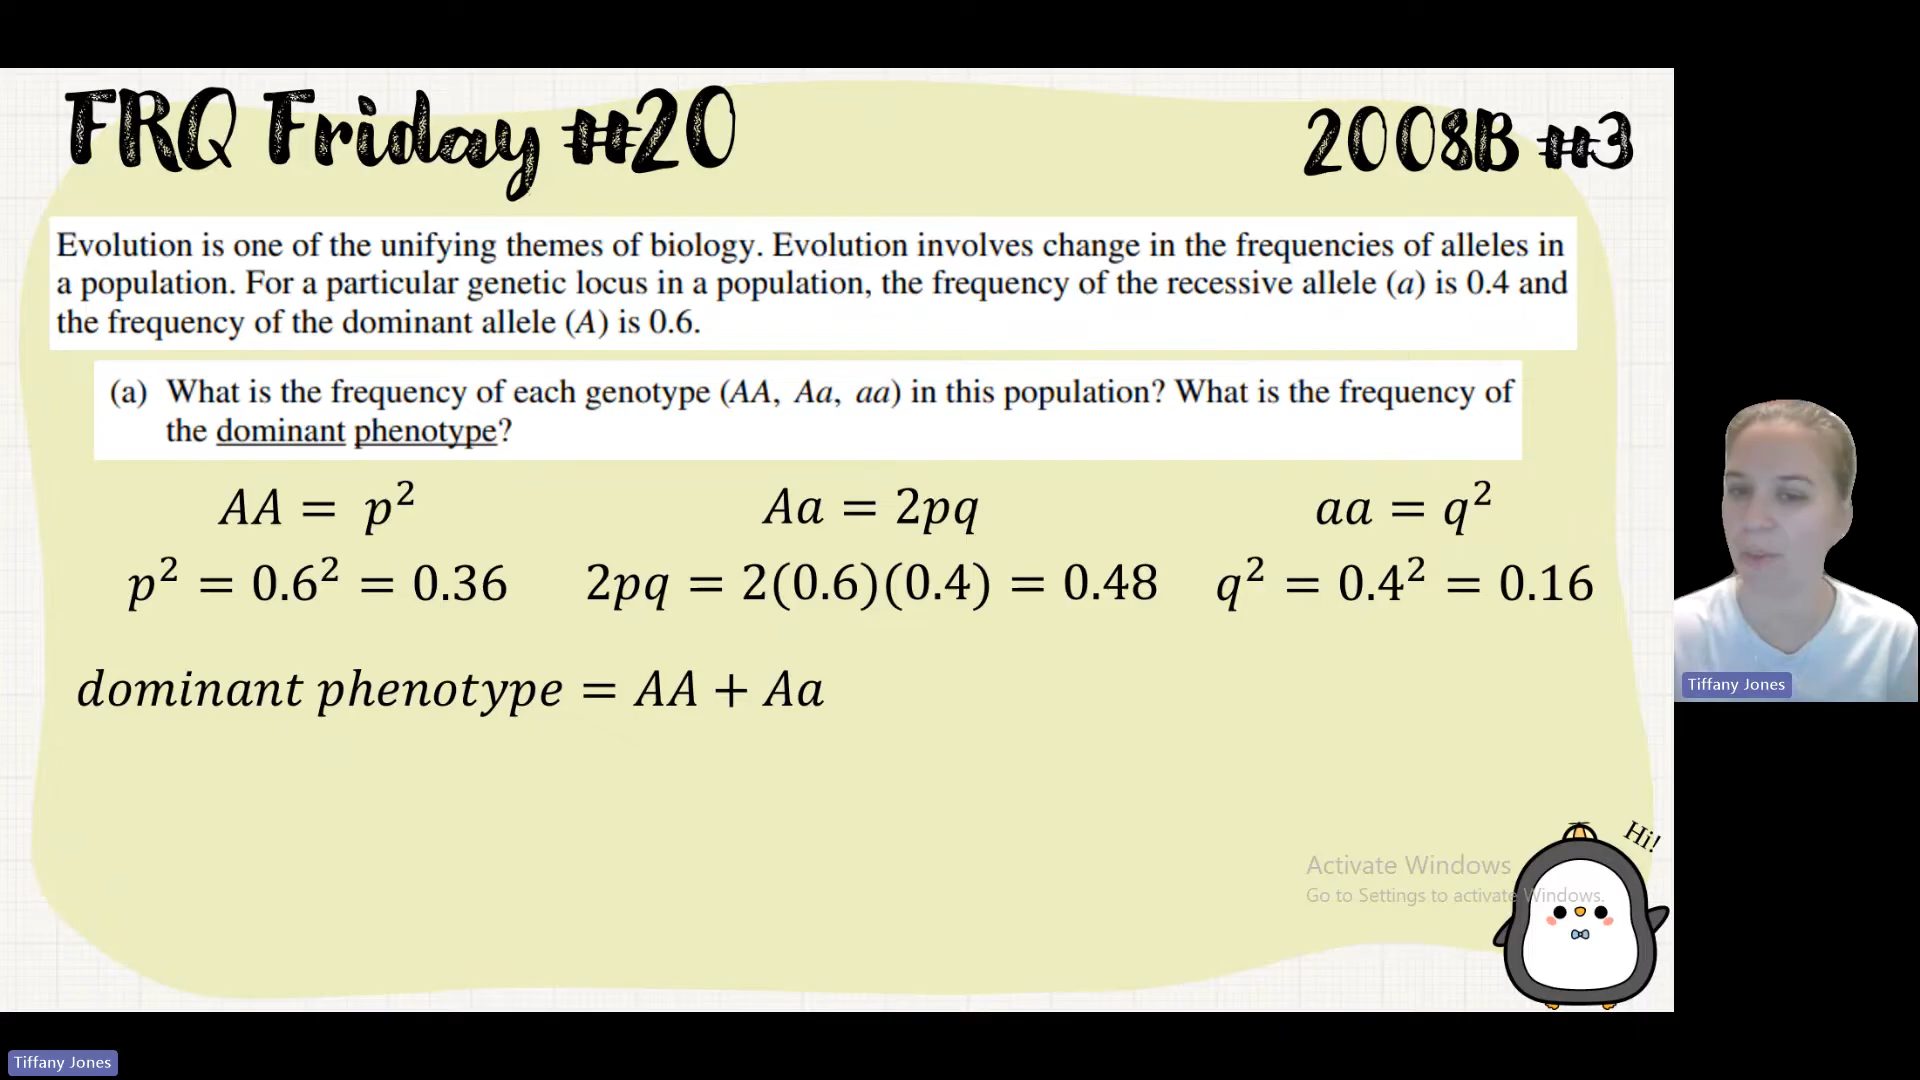 FRQ Friday #20
2008B #3
Evolution is one of the unifying themes of biology. Evolution involves change in the frequencies of alleles in
a population. For a particular genetic locus in a population, the frequency of the recessive allele (a) is 0.4 and
the frequency of the dominant allele (A) is 0.6.
(a) What is the frequency of each genotype (AA, Aa, aa) in this population? What is the frequency of
the dominant phenotype?
AA = p²
Aa = 2pq
aa = q²
p² = 0.6² = 0.36
2pq = 2(0.6)(0.4) = 0.48
q² = 0.4² = 0.16
dominant phenotype = AA + Aa
Tiffany Jones
Hi!
Activate Windows
Go to Settings to activate Windows.
Tiffany Jones